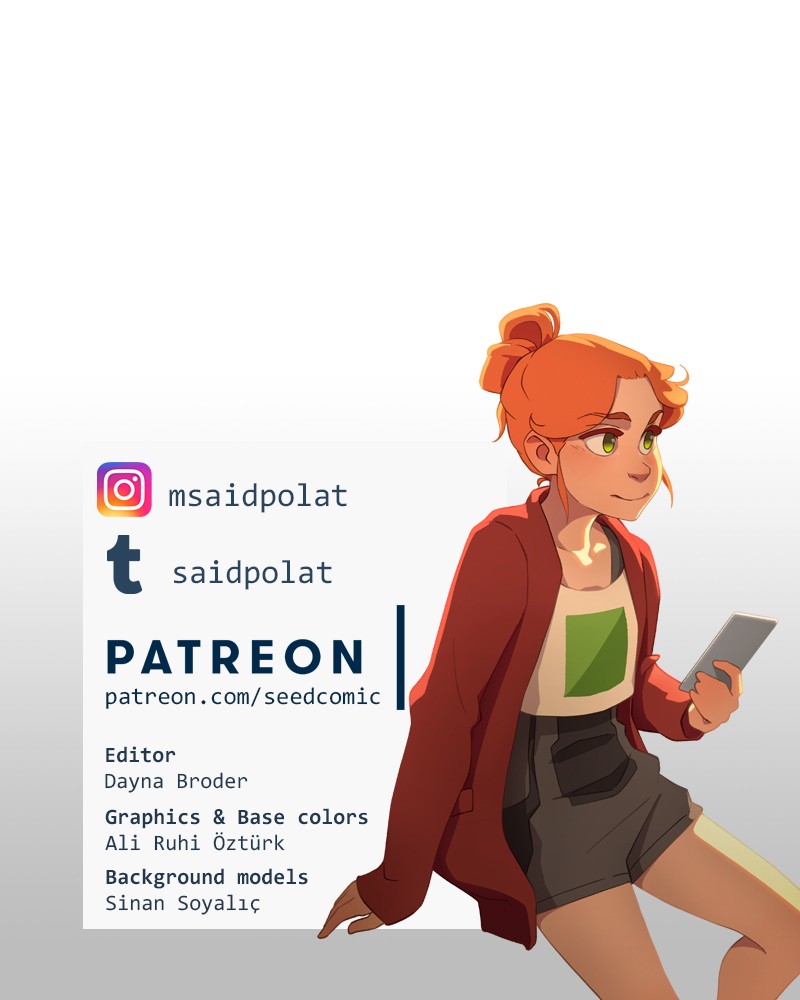 msaidpolat
t saidpolat
PATREON
patreon.com/seedcomic
Editor
Dayna Broder
Graphics & Base colors
Ali Ruhi Öztürk
Background models
Sinan Soyalıç